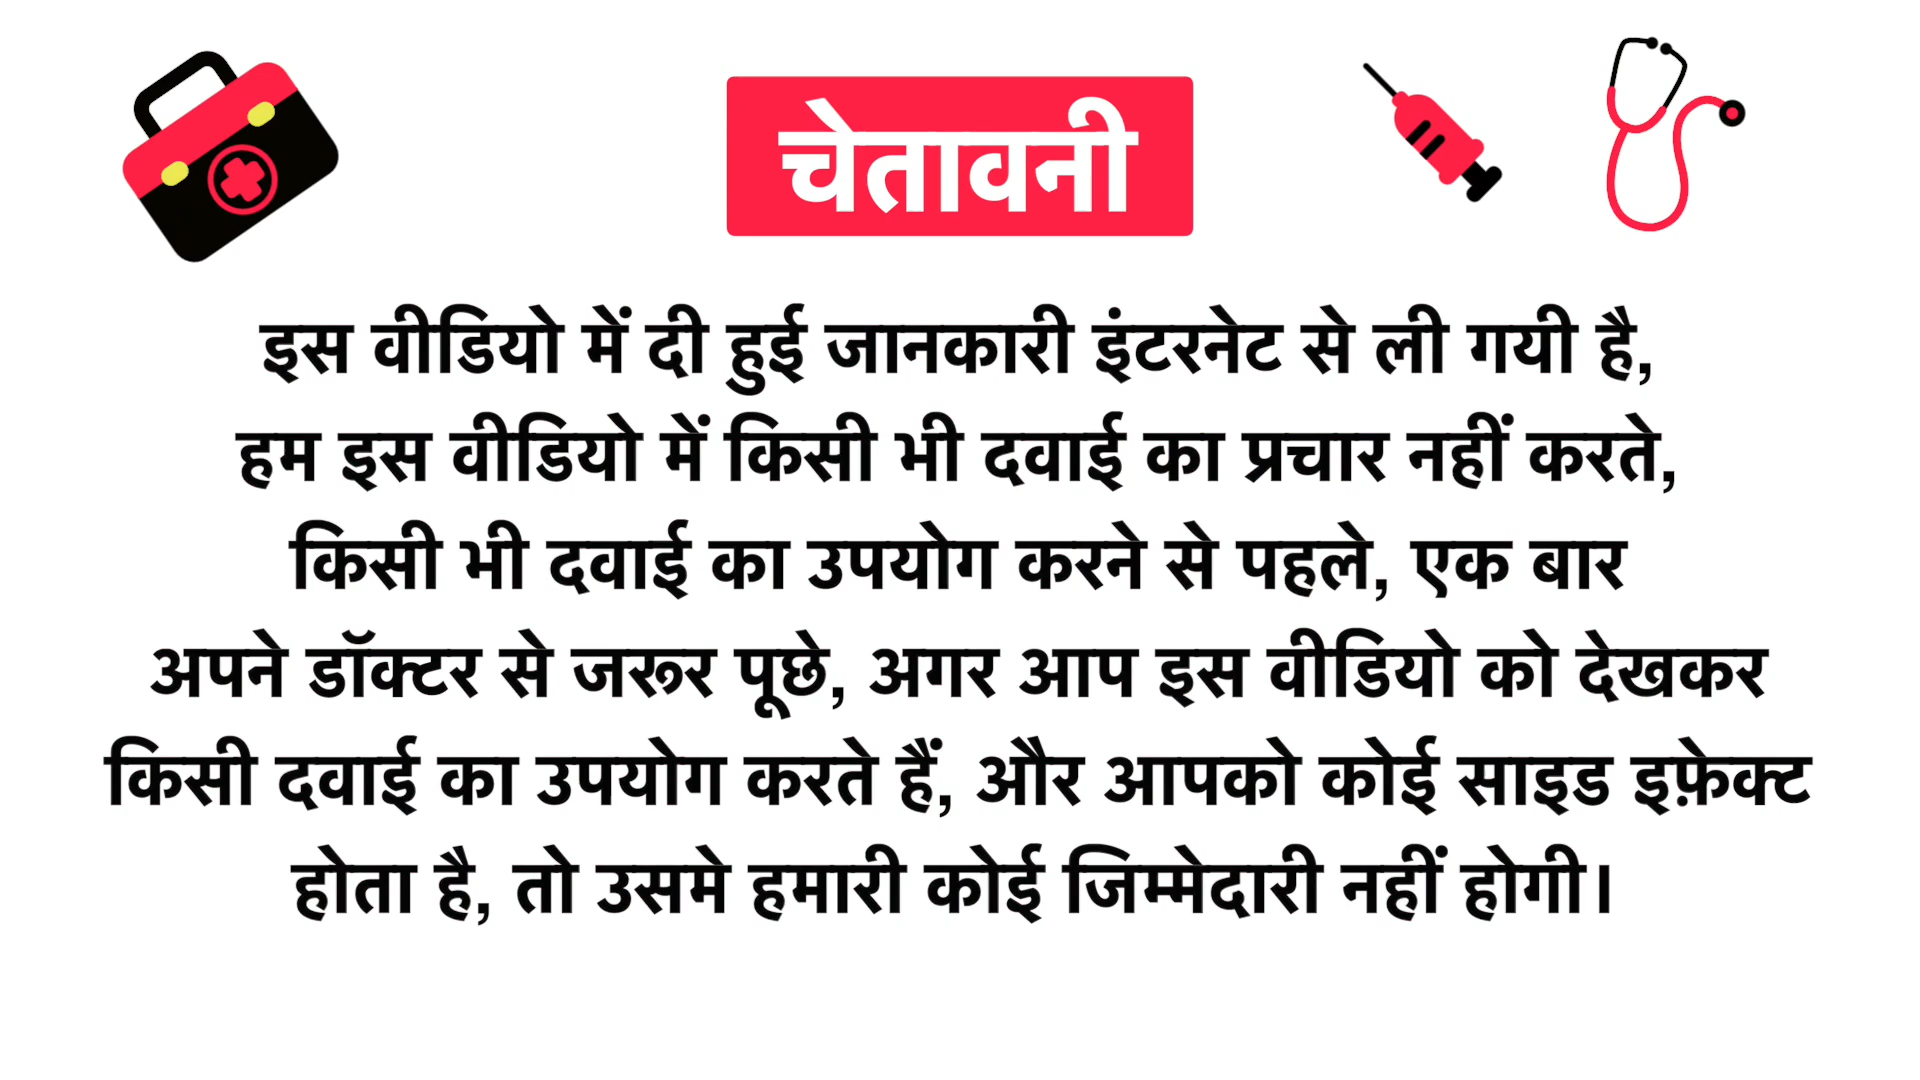 चेतावनी
इस वीडियो में दी हुई जानकारी इंटरनेट से ली गयी है,
हम इस वीडियो में किसी भी दवाई का प्रचार नहीं करते,
किसी भी दवाई का उपयोग करने से पहले, एक बार
अपने डॉक्टर से जरूर पूछे, अगर आप इस वीडियो को देखकर
किसी दवाई का उपयोग करते हैं, और आपको कोई साइड इफ़ेक्ट
होता है, तो उसमे हमारी कोई जिम्मेदारी नहीं होगी।